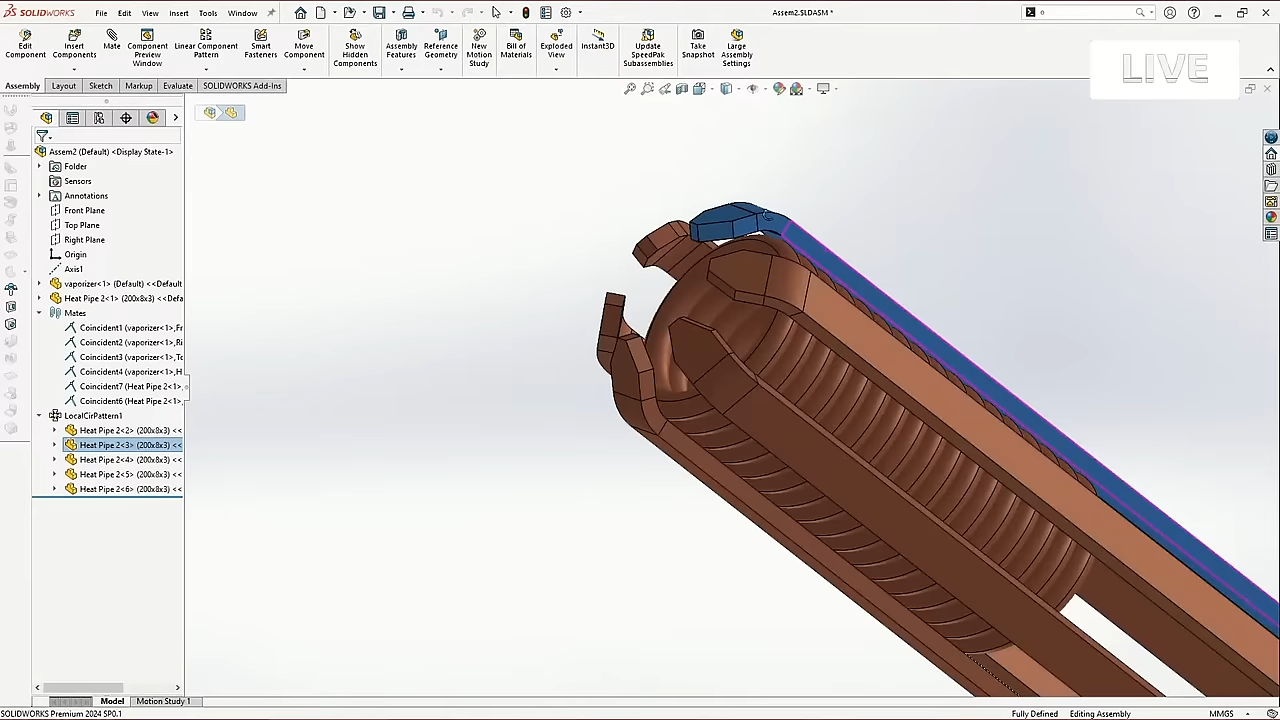 SOLIDWORKS File Edit View Insert Tools Window Assem2.SLDASM *
Edit Component
Insert Components
Mate
Component Preview Window
Linear Component Pattern
Smart Fasteners
Move Component
Show Hidden Components
Assembly Features
Reference Geometry
New Motion Study
Bill of Materials
Exploded View
Instant3D
Update SpeedPak Subassemblies
Take Snapshot
Large Assembly Settings
LIVE
Assembly Layout Sketch Markup Evaluate SOLIDWORKS Add-Ins
Assem2 (Default) <Display State-1>
Folder
Sensors
Annotations
Front Plane
Top Plane
Right Plane
Origin
Axis1
vaporizer<1> (Default) <<Default
Heat Pipe 2<1> (200x8x3) <<Defa
Mates
Coincident1 (vaporizer<1>,Fr
Coincident2 (vaporizer<1>,Ri
Coincident3 (vaporizer<1>,To
Coincident4 (vaporizer<1>,H
Coincident7 (Heat Pipe 2<1>,
Coincident6 (Heat Pipe 2<1>,
LocalCirPattern1
Heat Pipe 2<2> (200x8x3) <<
Heat Pipe 2<3> (200x8x3) <<
Heat Pipe 2<4> (200x8x3) <<
Heat Pipe 2<5> (200x8x3) <<
Heat Pipe 2<6> (200x8x3) <<
Model Motion Study 1
SOLIDWORKS Premium 2024 SP0.1 Fully Defined Editing Assembly MMGS